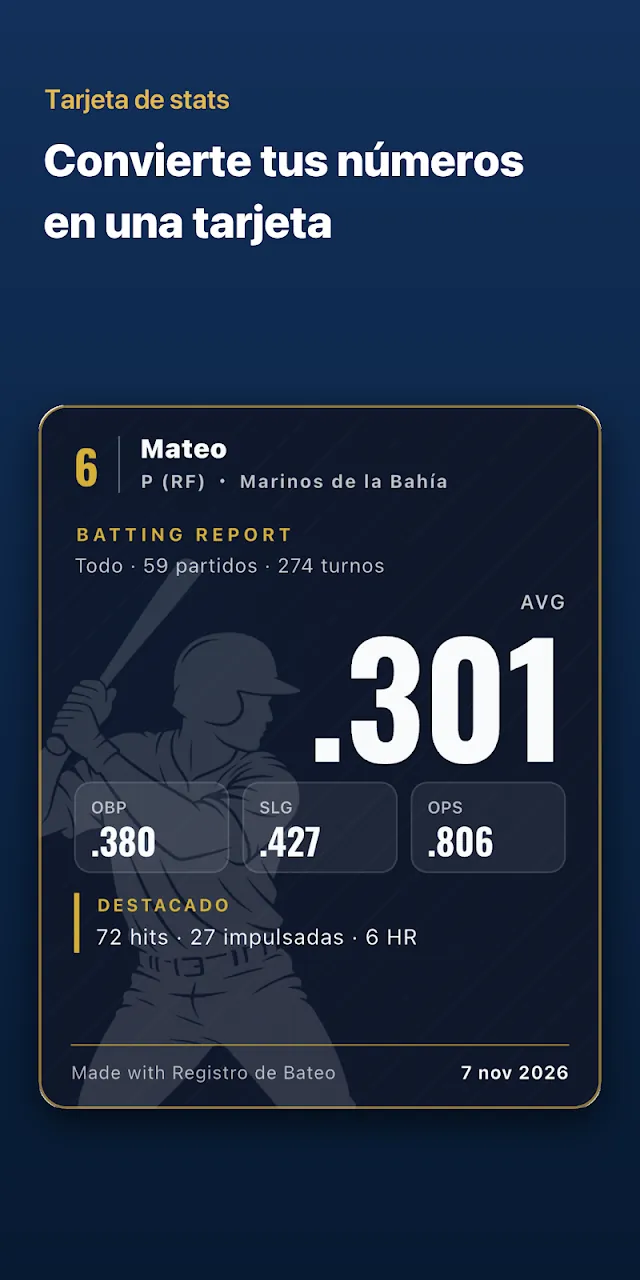 Tarjeta de stats
Convierte tus números
en una tarjeta
6
Mateo
P (RF) · Marinos de la Bahía
BATTING REPORT
Todo · 59 partidos · 274 turnos
AVG
.301
OBP
.380
SLG
.427
OPS
.806
DESTACADO
72 hits · 27 impulsadas · 6 HR
Made with Registro de Bateo
7 nov 2026